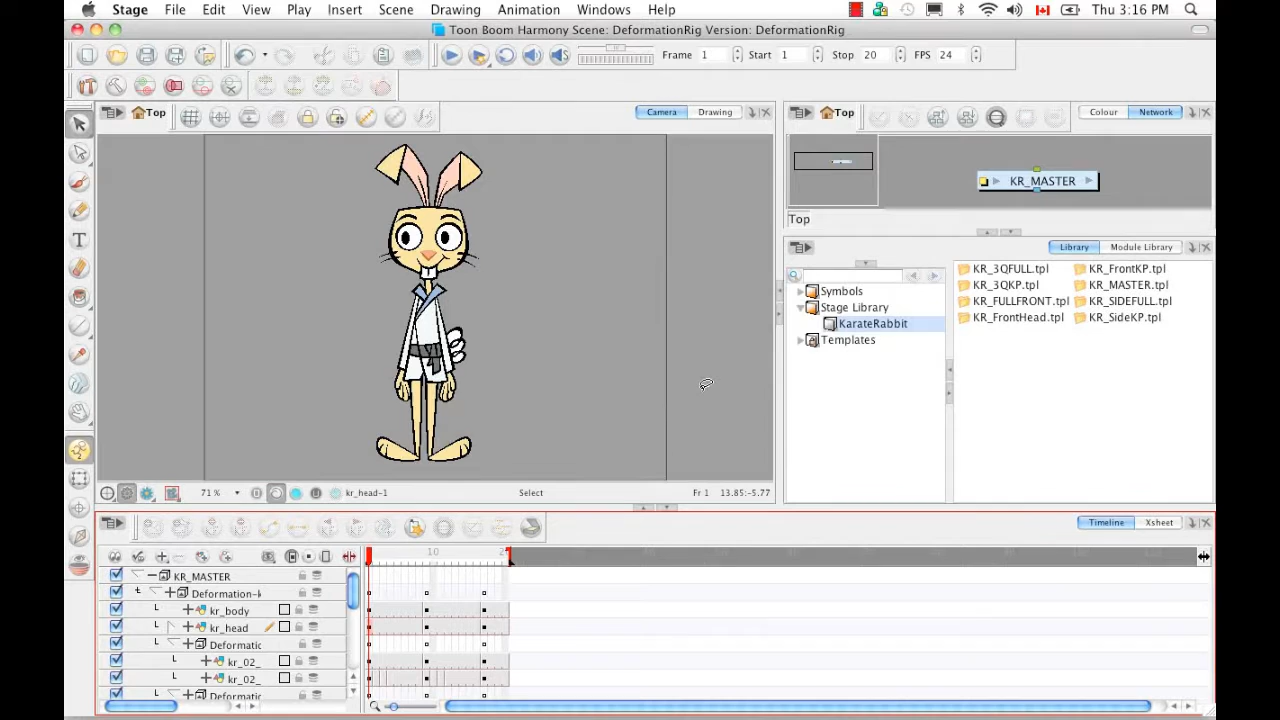 Stage File Edit View Play Insert Scene Drawing Animation Windows Help Thu 3:16 PM
Toon Boom Harmony Scene: DeformationRig Version: DeformationRig
Frame 1 Start 1 Stop 20 FPS 24
Top Camera Drawing
Top Colour Network
KR_MASTER
Top
Library Module Library
Symbols
Stage Library
KarateRabbit
Templates
KR_3QFULL.tpl KR_FrontKP.tpl
KR_3QKP.tpl KR_MASTER.tpl
KR_FULLFRONT.tpl KR_SIDEFULL.tpl
KR_FrontHead.tpl KR_SideKP.tpl
71% kr_head-1 Select Fr 1 13.85:-5.77
Timeline Xsheet
10
KR_MASTER
Deformation-k
kr_body
kr_head
Deformatic
kr_02_
kr_02_
Deformatic